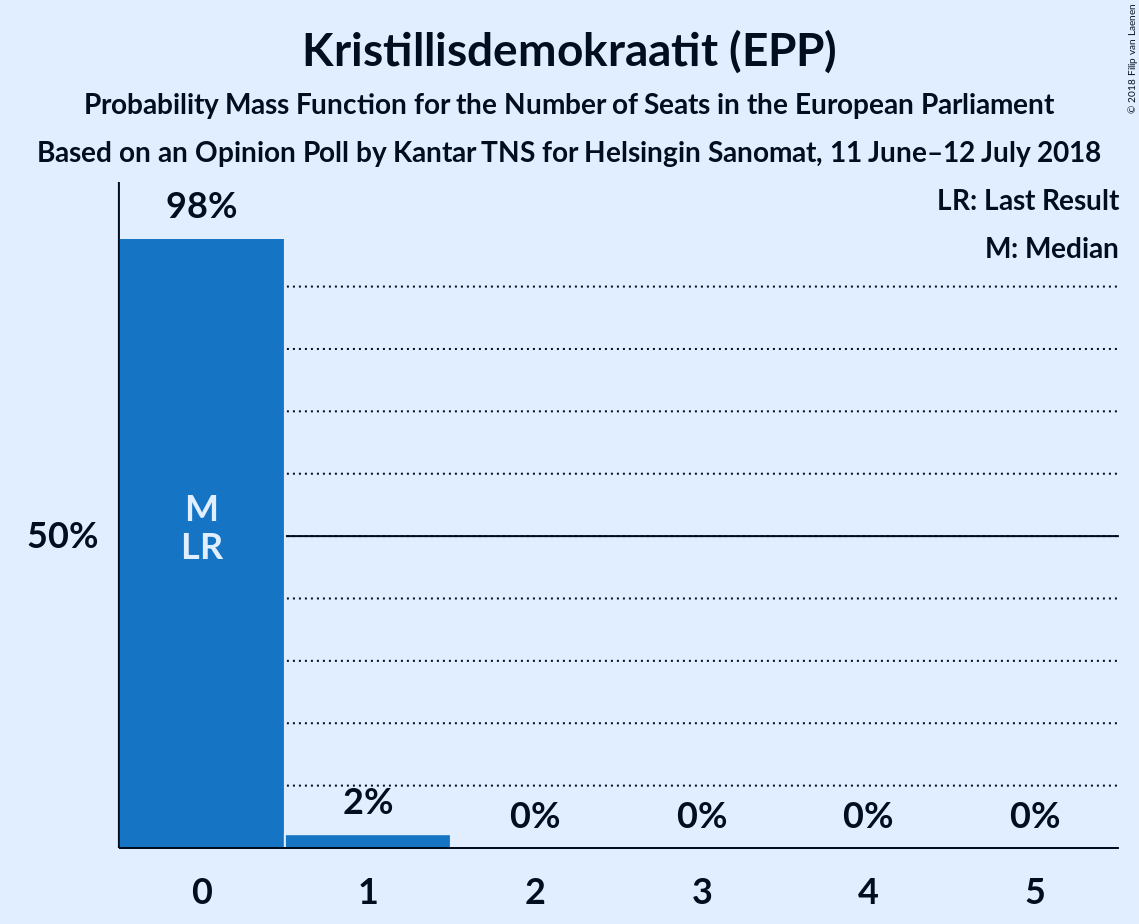 Kristillisdemokraatit (EPP)
Probability Mass Function for the Number of Seats in the European Parliament
Based on an Opinion Poll by Kantar TNS for Helsingin Sanomat, 11 June–12 July 2018
© 2018 Filip van Laenen
LR: Last Result
M: Median
98%
M
LR
50%
2%
0%
0%
0%
0%
0
1
2
3
4
5